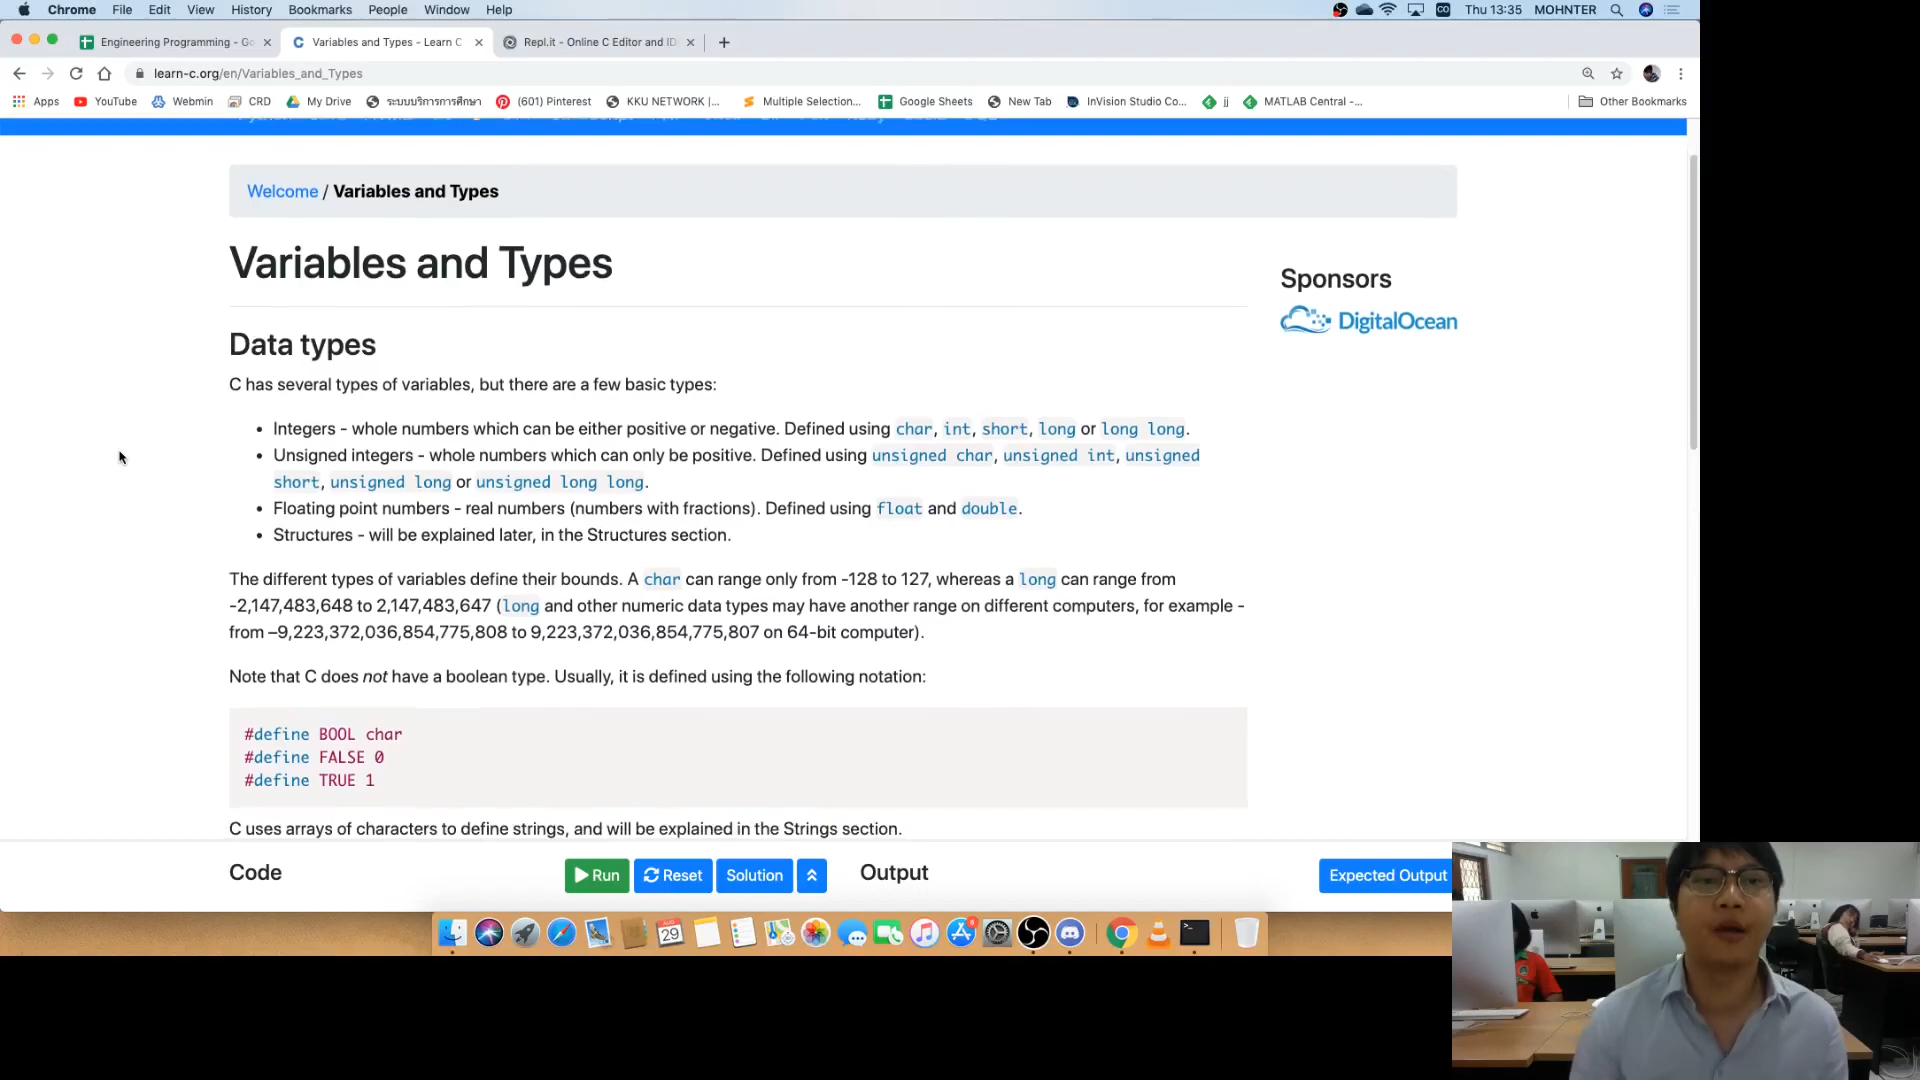 Chrome File Edit View History Bookmarks People Window Help Thu 13:35 MOHNTER
Engineering Programming - Go Variables and Types - Learn C Repl.it - Online C Editor and ID
learn-c.org/en/Variables_and_Types
Apps YouTube Webmin CRD My Drive ระบบบริการการศึกษา (601) Pinterest KKU NETWORK |... Multiple Selection... Google Sheets New Tab InVision Studio Co... jj MATLAB Central -... Other Bookmarks
Welcome / Variables and Types
Variables and Types
Sponsors
DigitalOcean
Data types
C has several types of variables, but there are a few basic types:
• Integers - whole numbers which can be either positive or negative. Defined using char, int, short, long or long long.
• Unsigned integers - whole numbers which can only be positive. Defined using unsigned char, unsigned int, unsigned
short, unsigned long or unsigned long long.
• Floating point numbers - real numbers (numbers with fractions). Defined using float and double.
• Structures - will be explained later, in the Structures section.
The different types of variables define their bounds. A char can range only from -128 to 127, whereas a long can range from
-2,147,483,648 to 2,147,483,647 (long and other numeric data types may have another range on different computers, for example -
from –9,223,372,036,854,775,808 to 9,223,372,036,854,775,807 on 64-bit computer).
Note that C does not have a boolean type. Usually, it is defined using the following notation:
#define BOOL char
#define FALSE 0
#define TRUE 1
C uses arrays of characters to define strings, and will be explained in the Strings section.
Code Run Reset Solution Output Expected Output
AUG
29